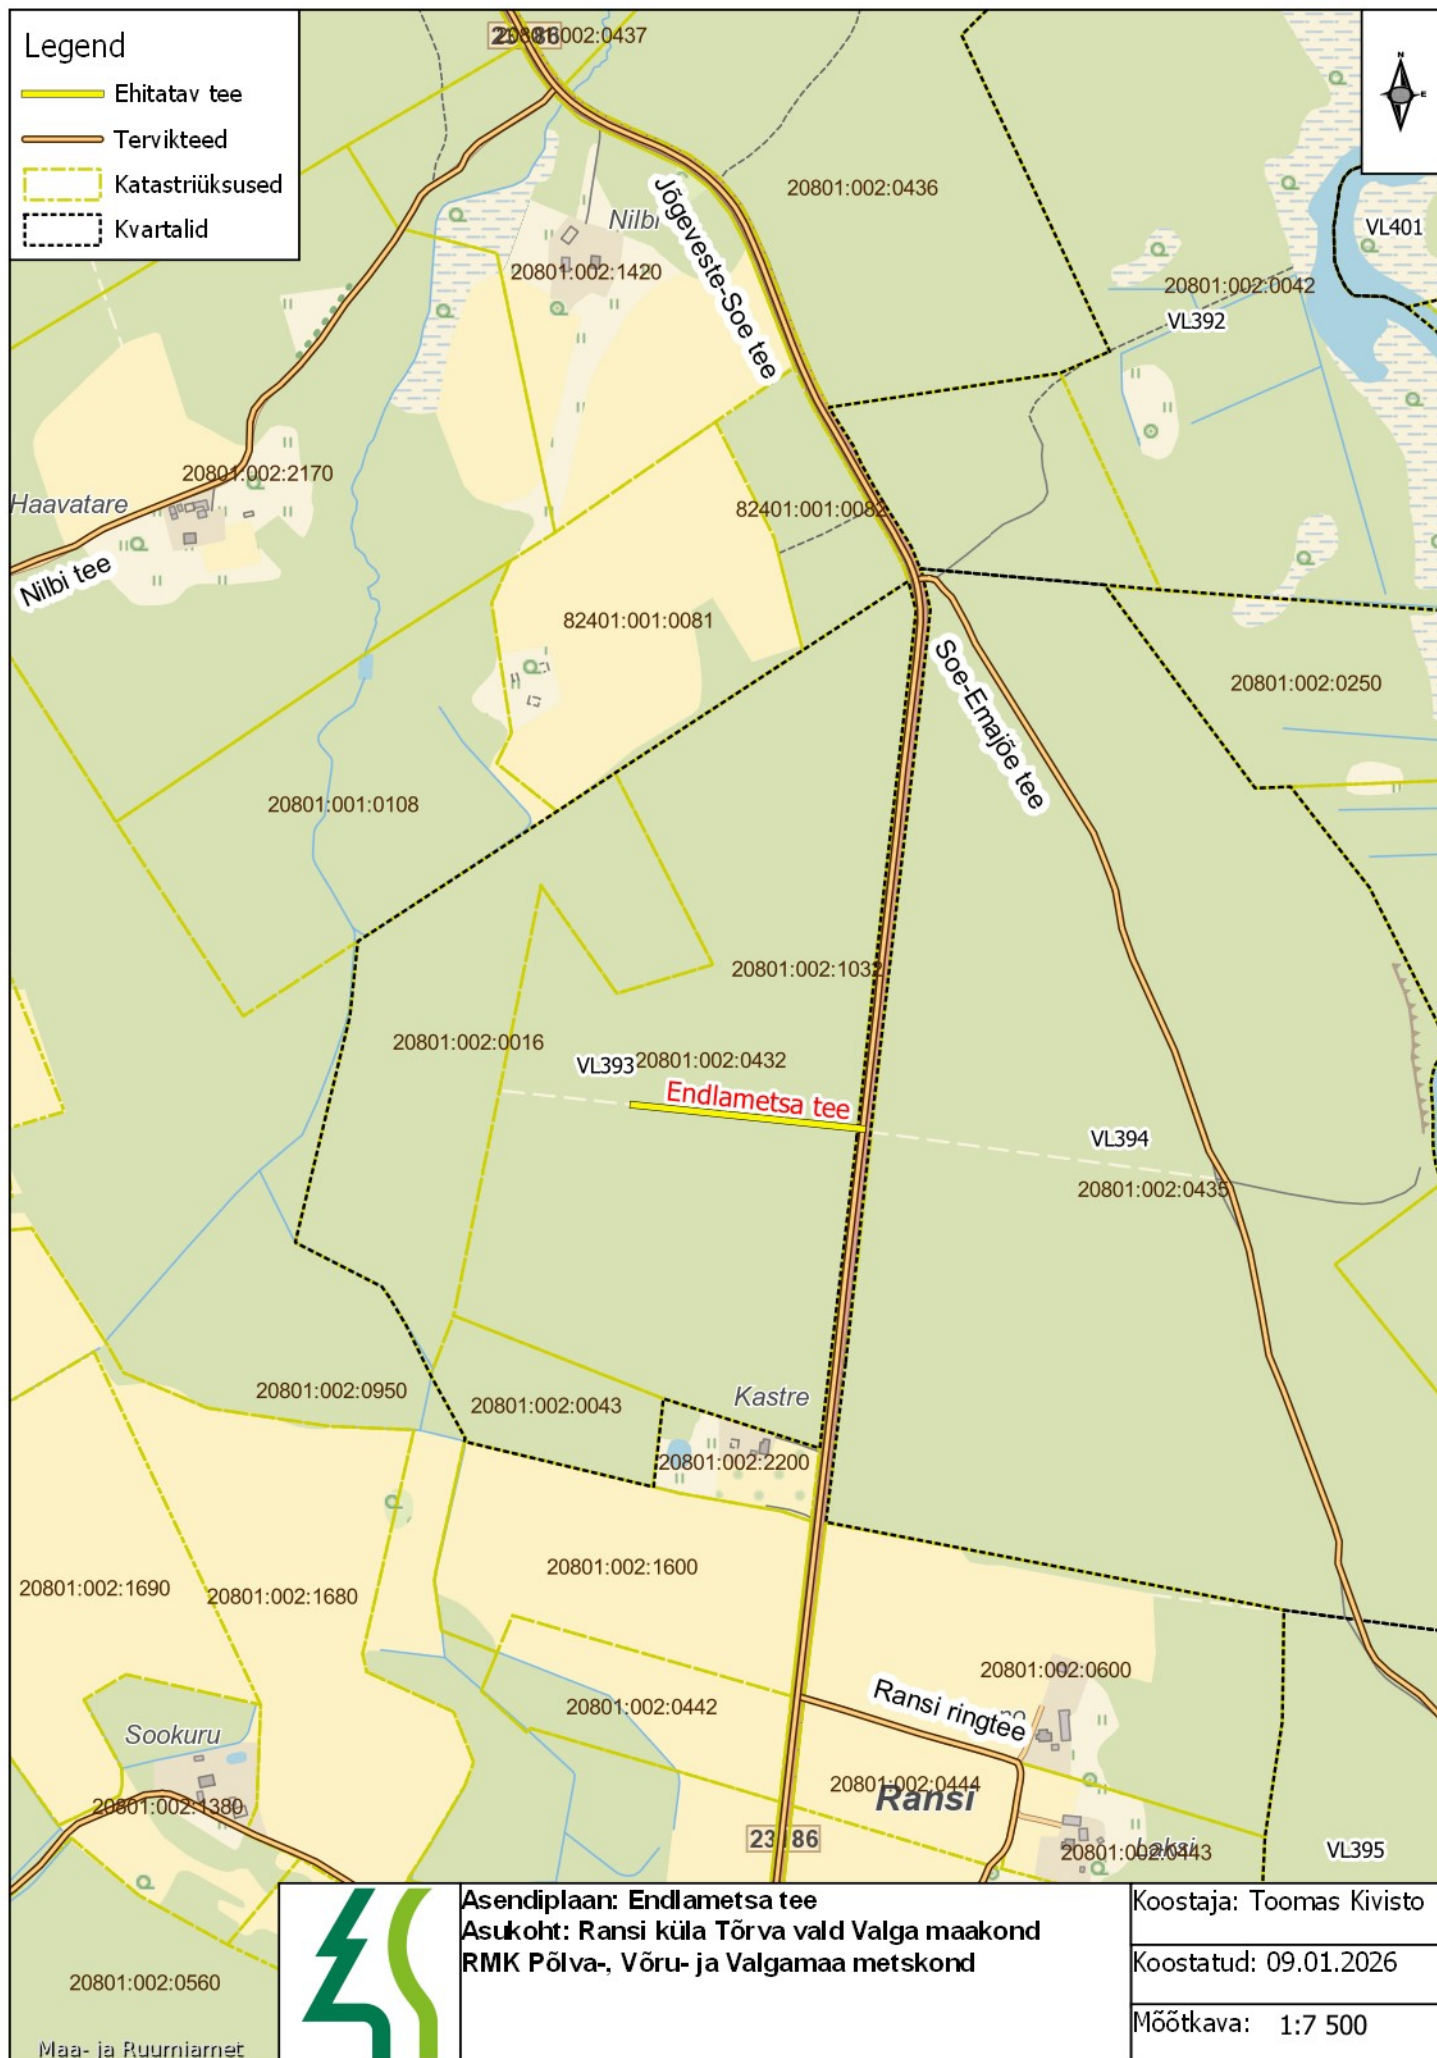 Legend
Ehitatav tee
Tervikteed
Katastriüksused
Kvartalid
N
E
20801:002:0437
20801:002:0436
Nilbi
Jõgeveste-Soe tee
VL401
20801:002:1420
20801:002:0042
VL392
20801:002:2170
Haavatare
82401:001:0082
Nilbi tee
82401:001:0081
Soe-Emajõe tee
20801:002:0250
20801:001:0108
20801:002:1032
20801:002:0016
VL393
20801:002:0432
Endlametsa tee
VL394
20801:002:0435
20801:002:0950
Kastre
20801:002:0043
20801:002:2200
20801:002:1600
20801:002:1690
20801:002:1680
20801:002:0600
Ransi ringtee
20801:002:0442
Sookuru
20801:002:0444
Ransi
20801:002:1380
23186
Laksi
20801:002:0443
VL395
20801:002:0560
Maa- ja Ruumiamet
Asendiplaan: Endlametsa tee
Asukoht: Ransi küla Tõrva vald Valga maakond
RMK Põlva-, Võru- ja Valgamaa metskond
Koostaja: Toomas Kivisto
Koostatud: 09.01.2026
Mõõtkava: 1:7 500